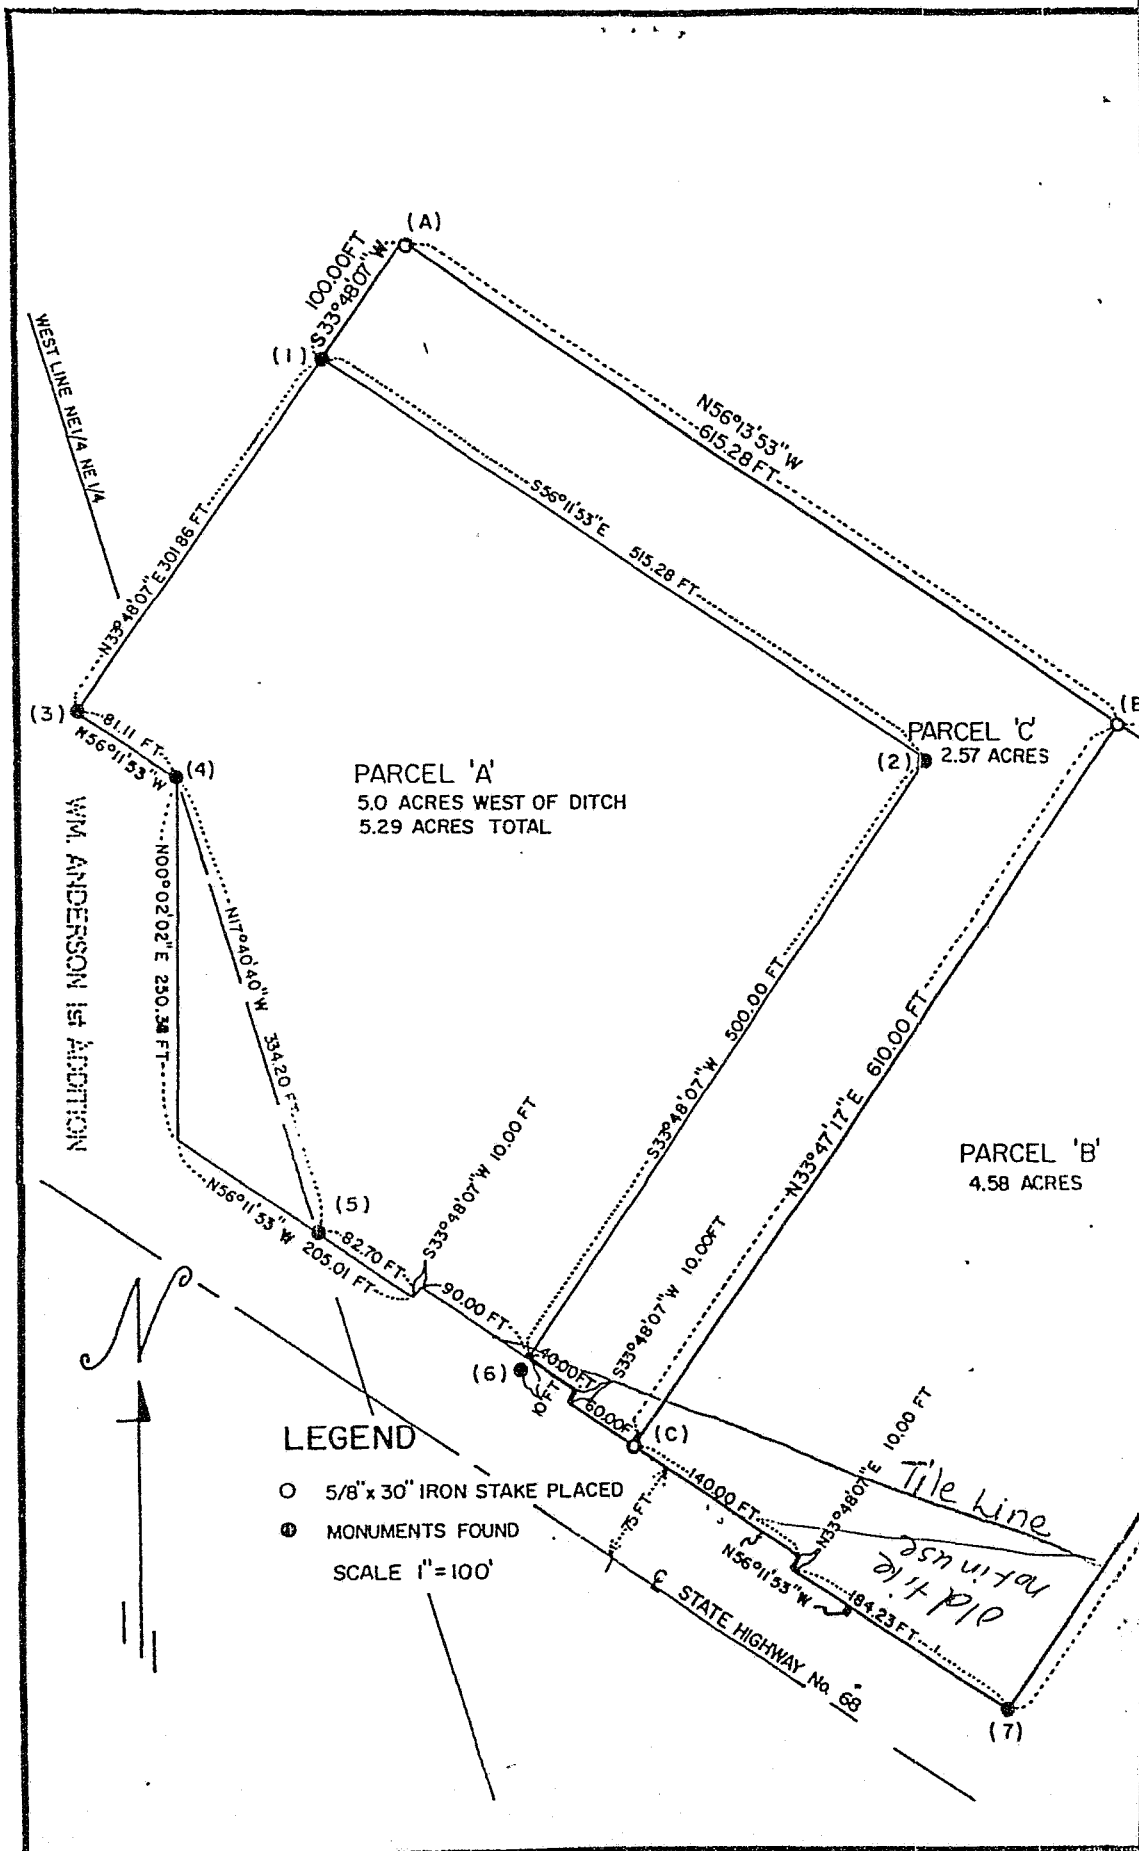 (A)
100.00FT
S33°48'07"W
(1)
WEST LINE NE1/4 NE1/4
N56°13'53"W
615.28 FT
S56°11'53"E 515.28 FT
N33°48'07"E 301.86 FT
(3)
81.11 FT
N56°11'53"W
(4)
(2)
PARCEL 'C'
2.57 ACRES
PARCEL 'A'
5.0 ACRES WEST OF DITCH
5.29 ACRES TOTAL
WM. ANDERSON 1st ADDITION
N00°02'02"E 250.38 FT
N17°40'40"W 334.20 FT
S33°48'07"W 500.00 FT
N33°47'17"E 610.00 FT
PARCEL 'B'
4.58 ACRES
S33°48'07"W 10.00 FT
(5)
N56°11'53"W 205.01 FT
82.70 FT
90.00 FT
S33°48'07"W 10.00FT
(6)
10 FT
40.00FT
60.00F
(C)
140.00 FT
75 FT
N33°48'07"E 10.00 FT
N56°11'53"W
184.23 FT
(7)
Tile Line
old tile
not in use
℄ STATE HIGHWAY No. 68
N
LEGEND
5/8"x 30" IRON STAKE PLACED
MONUMENTS FOUND
SCALE 1"=100'